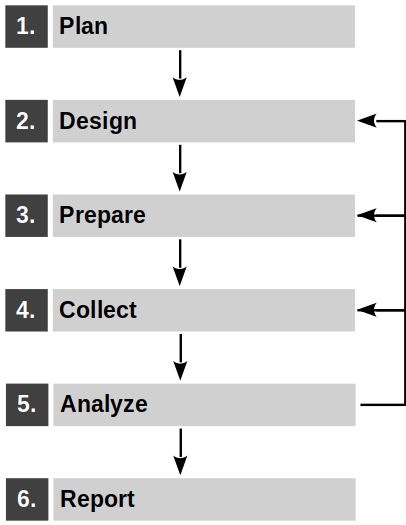 1. Plan
2. Design
3. Prepare
4. Collect
5. Analyze
6. Report